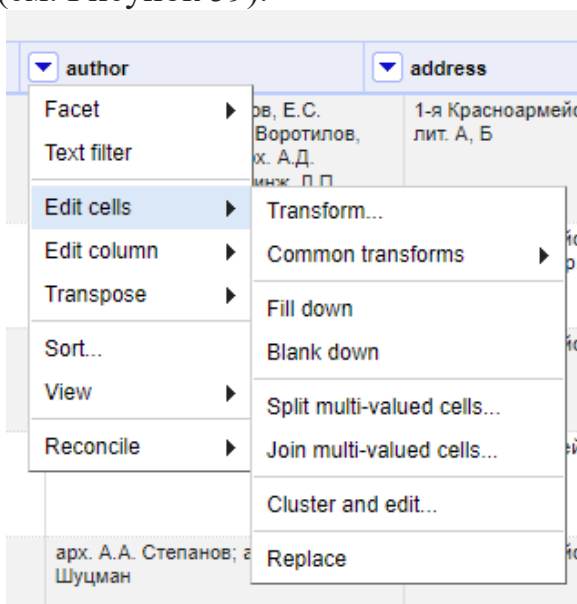 author
address
Facet
Text filter
Edit cells
Edit column
Transpose
Sort...
View
Reconcile
Transform...
Common transforms
Fill down
Blank down
Split multi-valued cells...
Join multi-valued cells...
Cluster and edit...
Replace
Е.С.
Воротилов,
А.Д.
1-я
лит. А, Б
арх. А.А. Степанов;
Шуцман